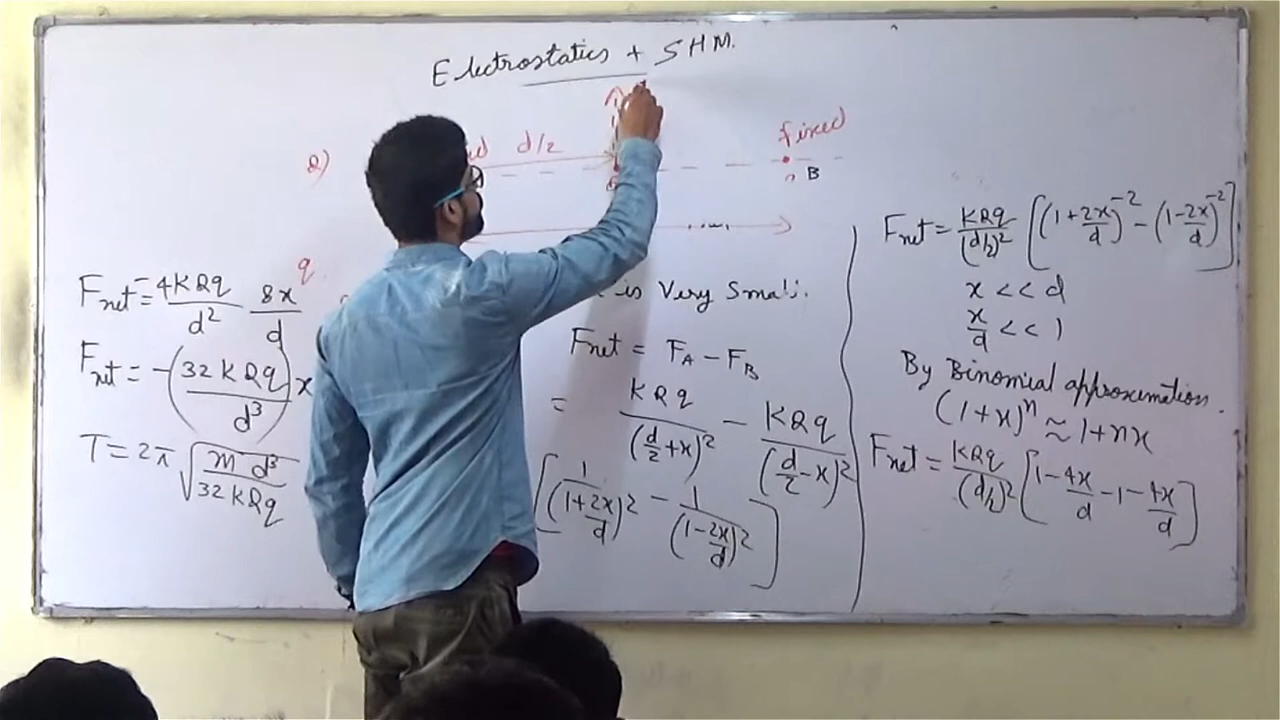 Electrostatics + SHM.
Q)
d/2
fixed
B
q
is Very Small.
Fnet = FA - FB
= KQq/(d/2+x)² - KQq/(d/2-x)²
[1/(1+2x/d)² - 1/(1-2x/d)²]
Fnet = KQq/(d/2)² [(1+2x/d)⁻² - (1-2x/d)⁻²]
x << d
x/d << 1
By Binomial approximation.
(1+x)ⁿ ≈ 1+nx
Fnet = KQq/(d/2)² [1-4x/d-1-4x/d]
Fnet = -4KQq/d² 8x/d
Fnet = -(32KQq/d³)x
T = 2π√(md³/32KQq)